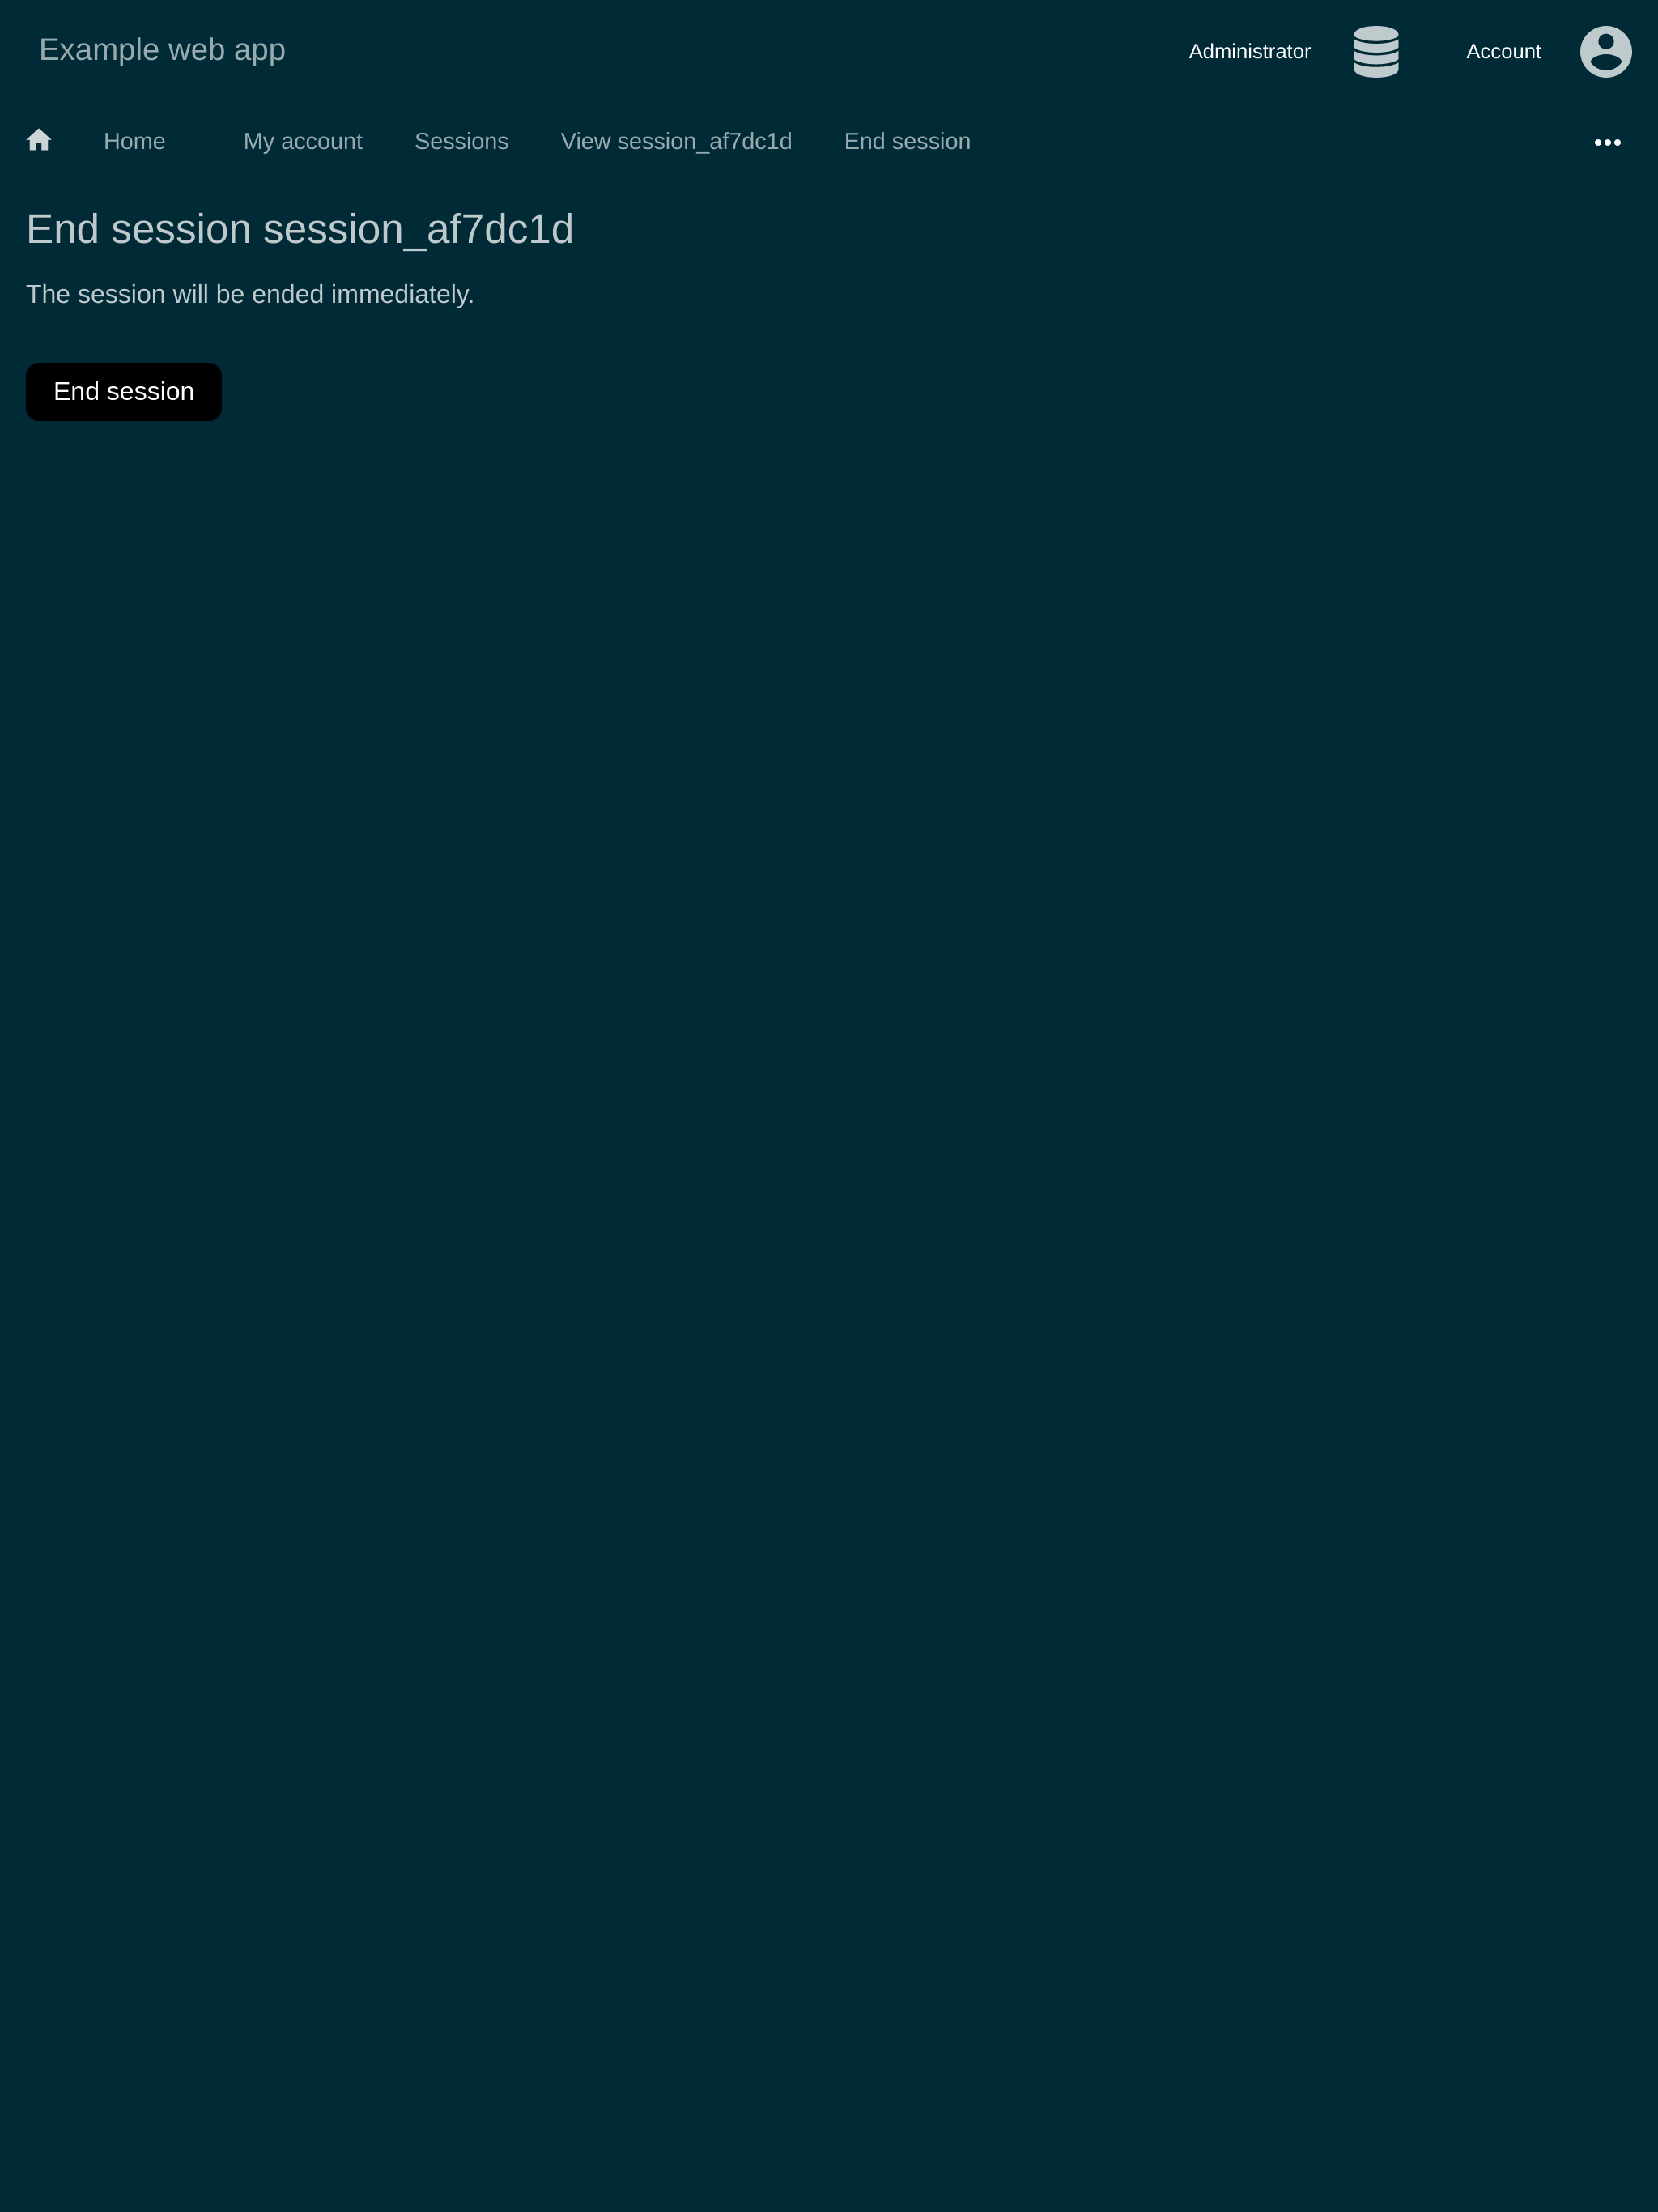 Example web app
Administrator
Account
Home
My account
Sessions
View session_af7dc1d
End session
End session session_af7dc1d
The session will be ended immediately.
End session